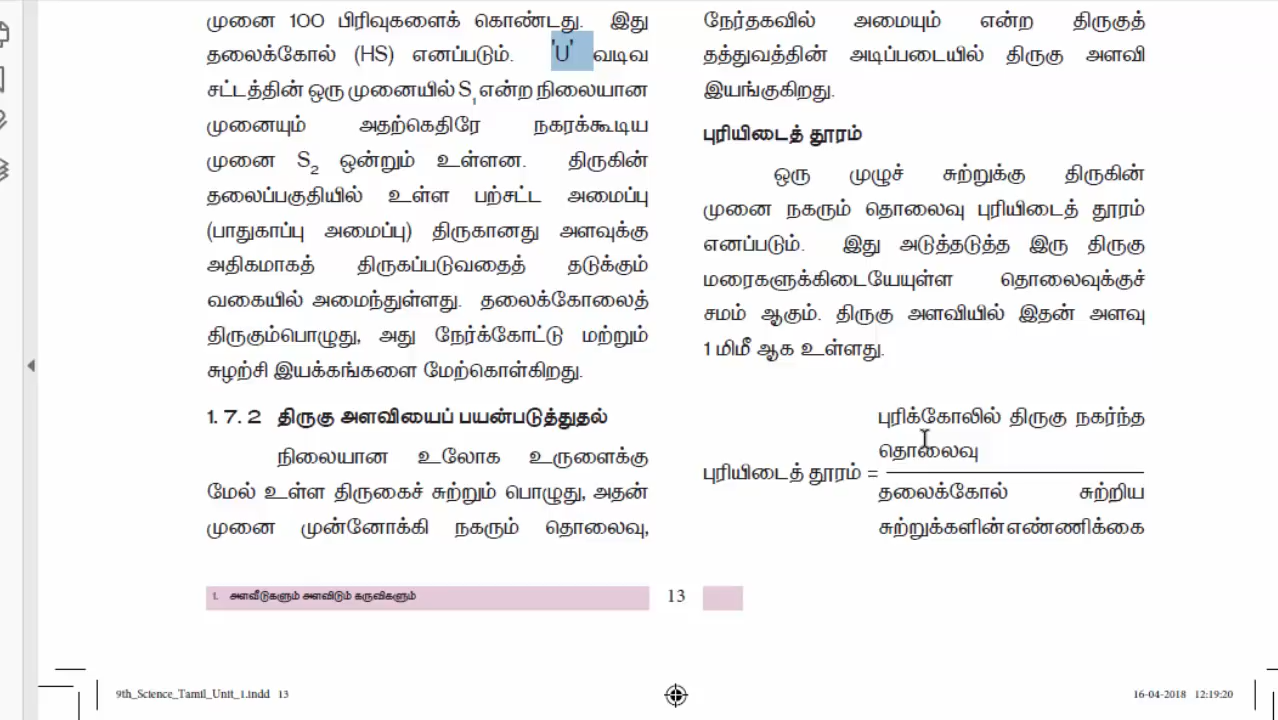 முனை 100 பிரிவுகளைக் கொண்டது. இது
தலைக்கோல் (HS) எனப்படும். 'U' வடிவ
சட்டத்தின் ஒரு முனையில் S₁ என்ற நிலையான
முனையும் அதற்கெதிரே நகரக்கூடிய
முனை S₂ ஒன்றும் உள்ளன. திருகின்
தலைப்பகுதியில் உள்ள பற்சட்ட அமைப்பு
(பாதுகாப்பு அமைப்பு) திருகானது அளவுக்கு
அதிகமாகத் திருகப்படுவதைத் தடுக்கும்
வகையில் அமைந்துள்ளது. தலைக்கோலைத்
திருகும்பொழுது, அது நேர்க்கோட்டு மற்றும்
சுழற்சி இயக்கங்களை மேற்கொள்கிறது.
1.7.2 திருகு அளவியைப் பயன்படுத்துதல்
நிலையான உலோக உருளைக்கு
மேல் உள்ள திருகைச் சுற்றும் பொழுது, அதன்
முனை முன்னோக்கி நகரும் தொலைவு,
நேர்தகவில் அமையும் என்ற திருகுத்
தத்துவத்தின் அடிப்படையில் திருகு அளவி
இயங்குகிறது.
புரியிடைத் தூரம்
ஒரு முழுச் சுற்றுக்கு திருகின்
முனை நகரும் தொலைவு புரியிடைத் தூரம்
எனப்படும். இது அடுத்தடுத்த இரு திருகு
மரைகளுக்கிடையேயுள்ள தொலைவுக்குச்
சமம் ஆகும். திருகு அளவியில் இதன் அளவு
1 மிமீ ஆக உள்ளது.
புரிக்கோலில் திருகு நகர்ந்த
தொலைவு
புரியிடைத் தூரம் =
தலைக்கோல் சுற்றிய
சுற்றுக்களின் எண்ணிக்கை
1. அளவீடுகளும் அளவிடும் கருவிகளும்
13
9th_Science_Tamil_Unit_1.indd 13
16-04-2018 12:19:20